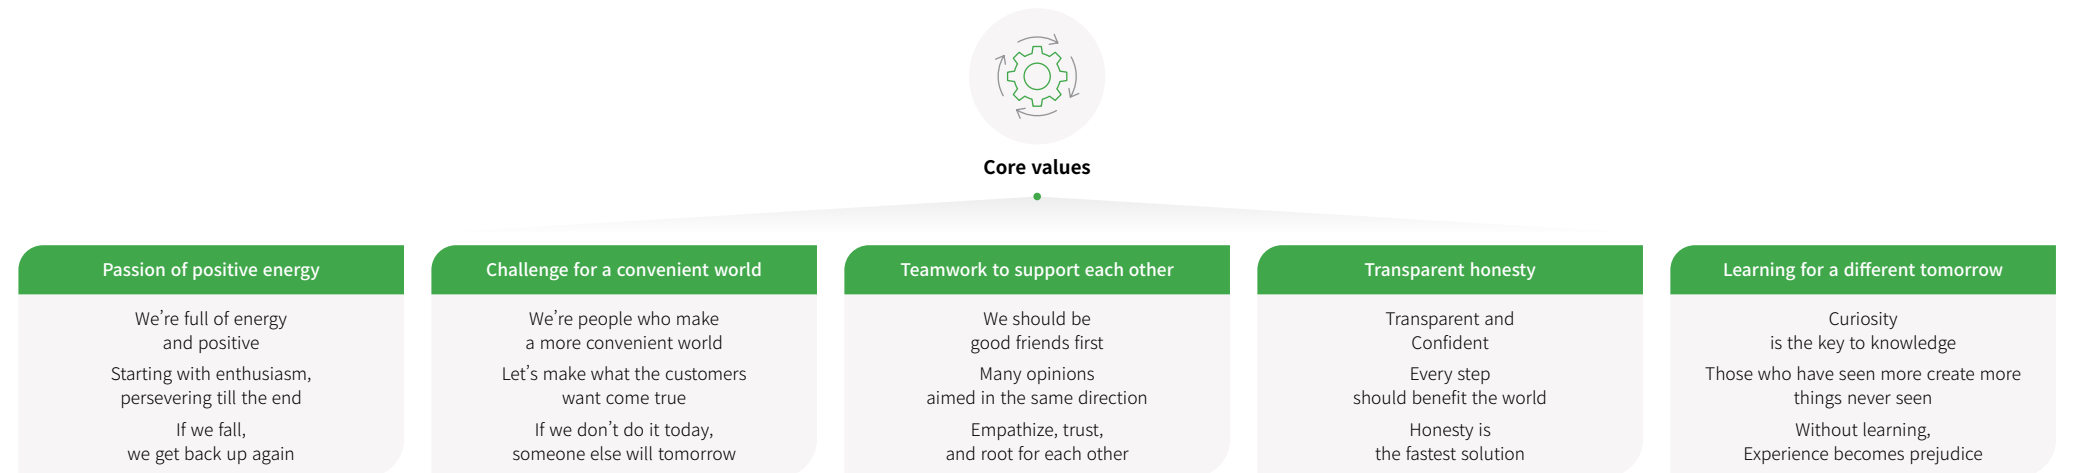 Core values
Passion of positive energy
We’re full of energy
and positive
Starting with enthusiasm,
persevering till the end
If we fall,
we get back up again
Challenge for a convenient world
We’re people who make
a more convenient world
Let’s make what the customers
want come true
If we don’t do it today,
someone else will tomorrow
Teamwork to support each other
We should be
good friends first
Many opinions
aimed in the same direction
Empathize, trust,
and root for each other
Transparent honesty
Transparent and
Confident
Every step
should benefit the world
Honesty is
the fastest solution
Learning for a different tomorrow
Curiosity
is the key to knowledge
Those who have seen more create more
things never seen
Without learning,
Experience becomes prejudice